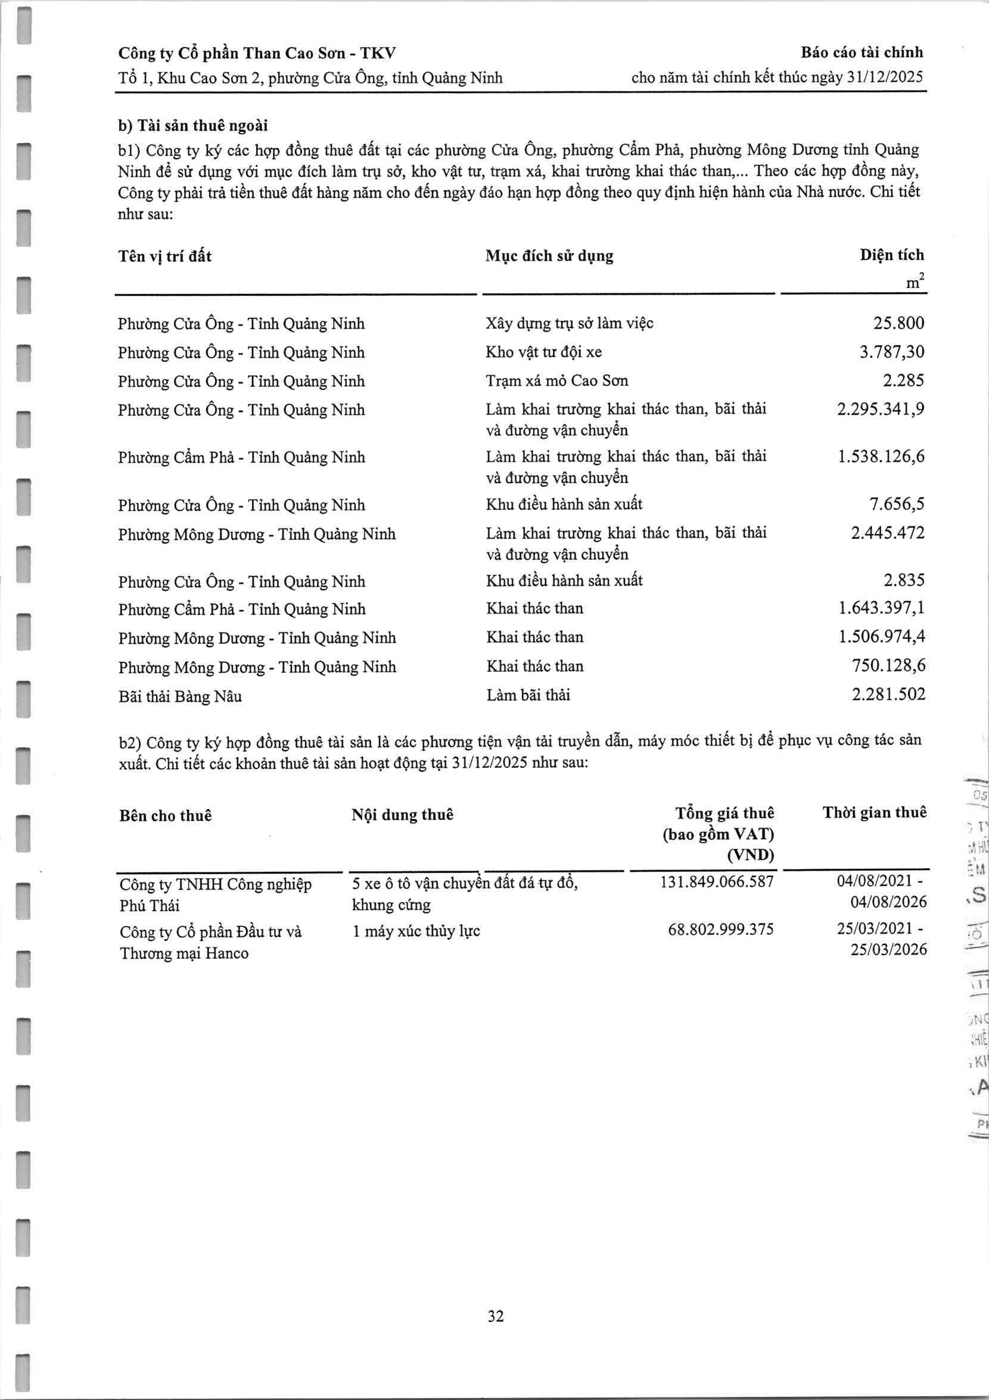 Công ty Cổ phần Than Cao Sơn - TKV
Báo cáo tài chính
Tổ 1, Khu Cao Sơn 2, phường Cửa Ông, tỉnh Quảng Ninh
cho năm tài chính kết thúc ngày 31/12/2025
b) Tài sản thuê ngoài
b1) Công ty ký các hợp đồng thuê đất tại các phường Cửa Ông, phường Cẩm Phả, phường Mông Dương tỉnh Quảng
Ninh để sử dụng với mục đích làm trụ sở, kho vật tư, trạm xá, khai trường khai thác than,... Theo các hợp đồng này,
Công ty phải trả tiền thuê đất hàng năm cho đến ngày đáo hạn hợp đồng theo quy định hiện hành của Nhà nước. Chi tiết
như sau:
Tên vị trí đất Mục đích sử dụng Diện tích
m²
Phường Cửa Ông - Tỉnh Quảng Ninh Xây dựng trụ sở làm việc 25.800
Phường Cửa Ông - Tỉnh Quảng Ninh Kho vật tư đội xe 3.787,30
Phường Cửa Ông - Tỉnh Quảng Ninh Trạm xá mỏ Cao Sơn 2.285
Phường Cửa Ông - Tỉnh Quảng Ninh Làm khai trường khai thác than, bãi thải 2.295.341,9
và đường vận chuyển
Phường Cẩm Phả - Tỉnh Quảng Ninh Làm khai trường khai thác than, bãi thải 1.538.126,6
và đường vận chuyển
Phường Cửa Ông - Tỉnh Quảng Ninh Khu điều hành sản xuất 7.656,5
Phường Mông Dương - Tỉnh Quảng Ninh Làm khai trường khai thác than, bãi thải 2.445.472
và đường vận chuyển
Phường Cửa Ông - Tỉnh Quảng Ninh Khu điều hành sản xuất 2.835
Phường Cẩm Phả - Tỉnh Quảng Ninh Khai thác than 1.643.397,1
Phường Mông Dương - Tỉnh Quảng Ninh Khai thác than 1.506.974,4
Phường Mông Dương - Tỉnh Quảng Ninh Khai thác than 750.128,6
Bãi thải Bàng Nâu Làm bãi thải 2.281.502
b2) Công ty ký hợp đồng thuê tài sản là các phương tiện vận tải truyền dẫn, máy móc thiết bị để phục vụ công tác sản
xuất. Chi tiết các khoản thuê tài sản hoạt động tại 31/12/2025 như sau:
Bên cho thuê Nội dung thuê Tổng giá thuê Thời gian thuê
(bao gồm VAT)
(VND)
Công ty TNHH Công nghiệp 5 xe ô tô vận chuyển đất đá tự đổ, 131.849.066.587 04/08/2021 -
Phú Thái khung cứng 04/08/2026
Công ty Cổ phần Đầu tư và 1 máy xúc thủy lực 68.802.999.375 25/03/2021 -
Thương mại Hanco 25/03/2026
32